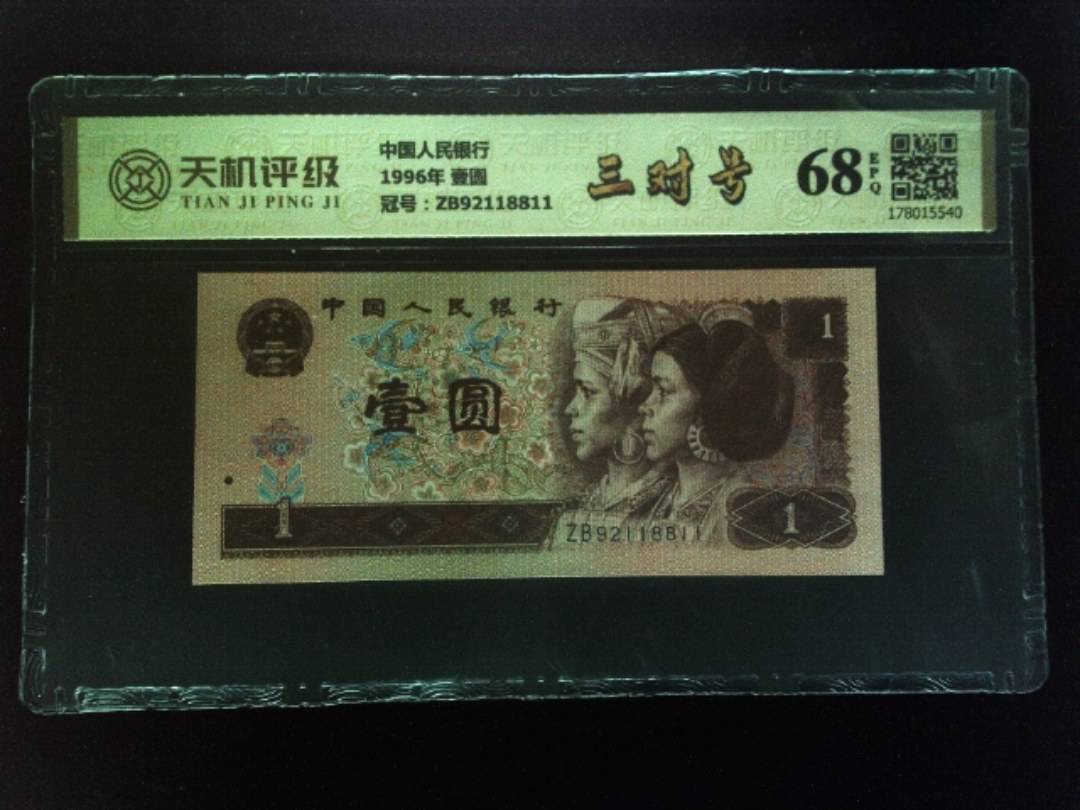 天机评级
TIAN JI PING JI
中国人民银行
1996年 壹圆
冠号：ZB92118811
三对号
68
EPQ
178015540
中国人民银行
1
壹圆
1
ZB92118811
1